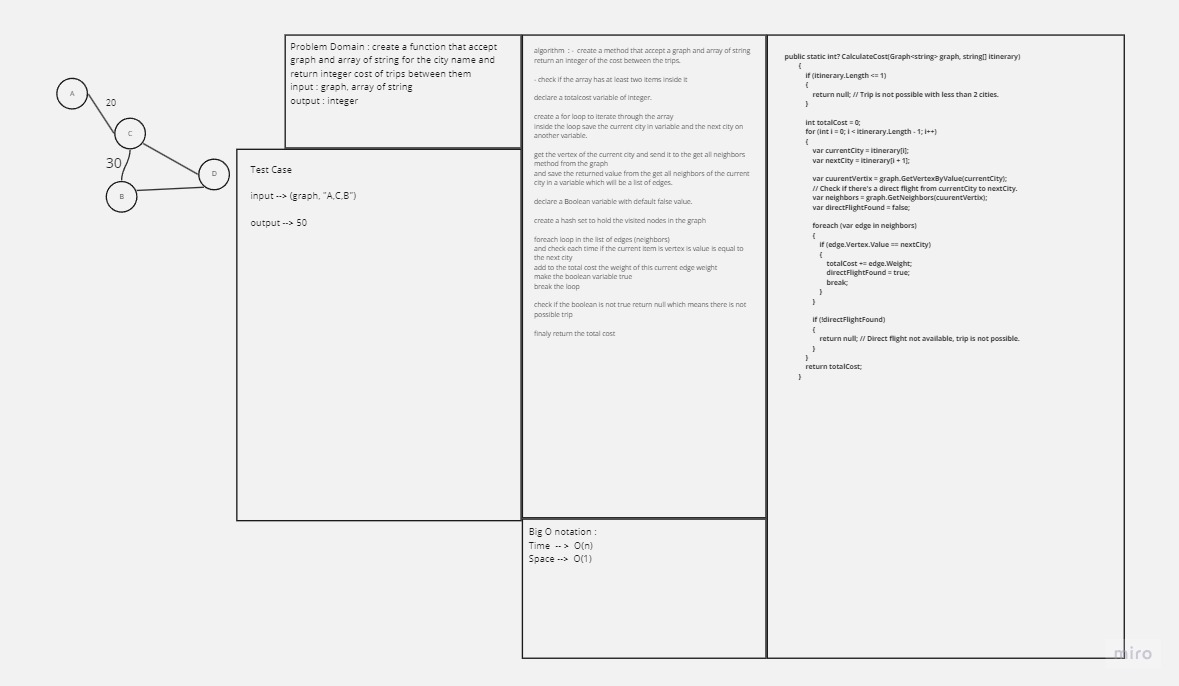 A
20
C
30
D
B
Problem Domain : create a function that accept
graph and array of string for the city name and
return integer cost of trips between them
input : graph, array of string
output : integer
Test Case
input --> (graph, "A,C,B")
output --> 50
algorithm : - create a method that accept a graph and array of string
return an integer of the cost between the trips.
- check if the array has at least two items inside it
declare a totalcost variable of integer.
create a for loop to iterate through the array
inside the loop save the current city in variable and the next city on
another variable.
get the vertex of the current city and send it to the get all neighbors
method from the graph
and save the returned value from the get all neighbors of the current
city in a variable which will be a list of edges.
declare a Boolean variable with default false value.
create a hash set to hold the visited nodes in the graph
foreach loop in the list of edges (neighbors)
and check each time if the current item is vertex is value is equal to
the next city
add to the total cost the weight of this current edge weight
make the boolean variable true
break the loop
check if the boolean is not true return null which means there is not
possible trip
finaly return the total cost
Big O notation :
Time -- > O(n)
Space --> O(1)
public static int? CalculateCost(Graph<string> graph, string[] itinerary)
{
if (itinerary.Length <= 1)
{
return null; // Trip is not possible with less than 2 cities.
}
int totalCost = 0;
for (int i = 0; i < itinerary.Length - 1; i++)
{
var currentCity = itinerary[i];
var nextCity = itinerary[i + 1];
var cuurentVertix = graph.GetVertexByValue(currentCity);
// Check if there's a direct flight from currentCity to nextCity.
var neighbors = graph.GetNeighbors(cuurentVertix);
var directFlightFound = false;
foreach (var edge in neighbors)
{
if (edge.Vertex.Value == nextCity)
{
totalCost += edge.Weight;
directFlightFound = true;
break;
}
}
if (!directFlightFound)
{
return null; // Direct flight not available, trip is not possible.
}
}
return totalCost;
}
miro